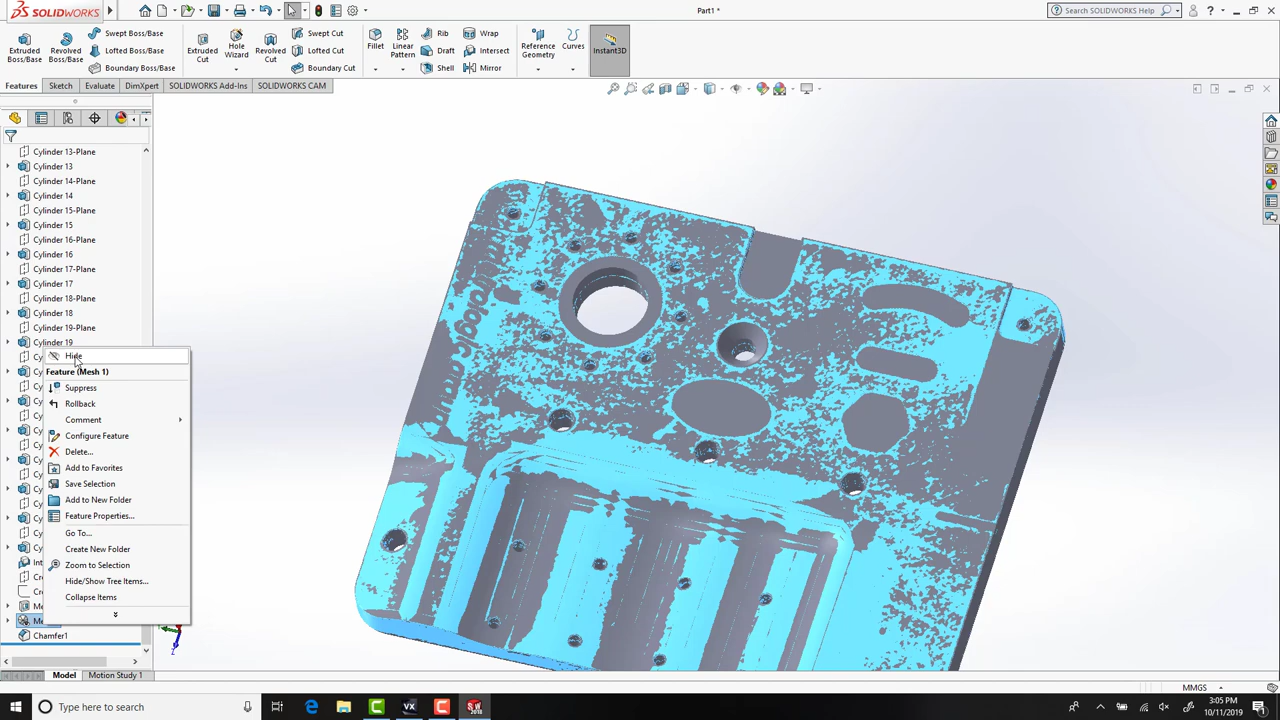 SOLIDWORKS
Part1 *
Search SOLIDWORKS Help
Extruded Boss/Base
Revolved Boss/Base
Swept Boss/Base
Lofted Boss/Base
Boundary Boss/Base
Extruded Cut
Hole Wizard
Revolved Cut
Swept Cut
Lofted Cut
Boundary Cut
Fillet
Linear Pattern
Rib
Draft
Shell
Wrap
Intersect
Mirror
Reference Geometry
Curves
Instant3D
Features
Sketch
Evaluate
DimXpert
SOLIDWORKS Add-Ins
SOLIDWORKS CAM
Cylinder 13-Plane
Cylinder 13
Cylinder 14-Plane
Cylinder 14
Cylinder 15-Plane
Cylinder 15
Cylinder 16-Plane
Cylinder 16
Cylinder 17-Plane
Cylinder 17
Cylinder 18-Plane
Cylinder 18
Cylinder 19-Plane
Cylinder 19
Hide
Feature (Mesh 1)
Suppress
Rollback
Comment
Configure Feature
Delete...
Add to Favorites
Save Selection
Add to New Folder
Feature Properties...
Go To...
Create New Folder
Zoom to Selection
Hide/Show Tree Items...
Collapse Items
Chamfer1
Model
Motion Study 1
MMGS
Type here to search
3:05 PM
10/11/2019